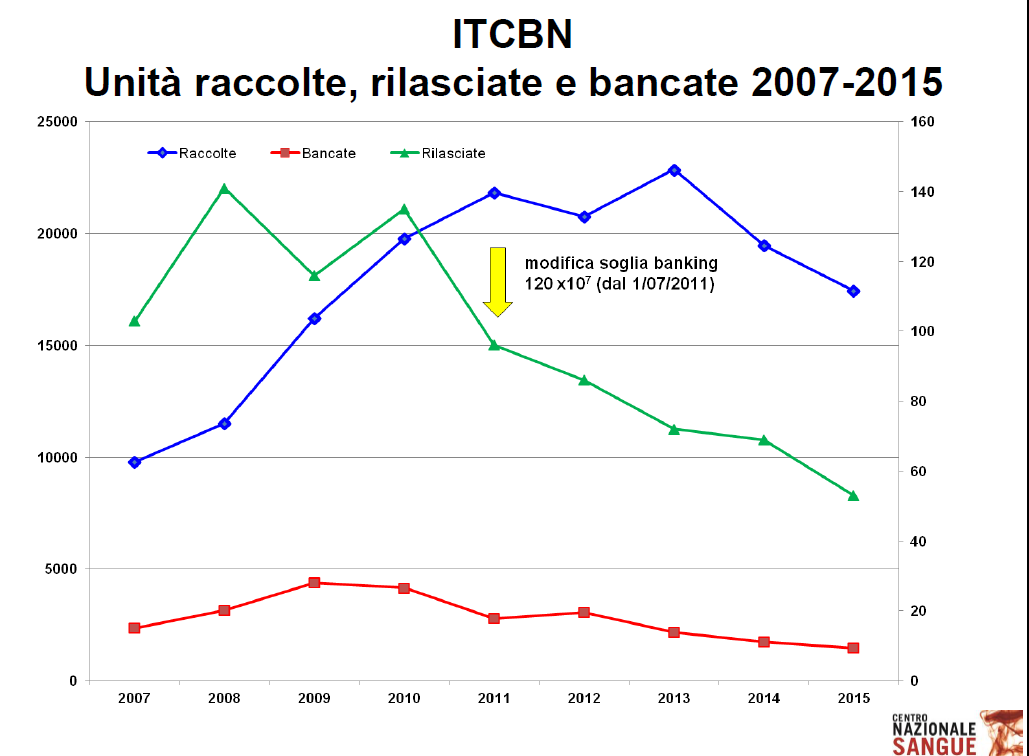 ITCBN
Unità raccolte, rilasciate e bancate 2007-2015
25000
20000
15000
10000
5000
0
160
140
120
100
80
60
40
20
0
Raccolte Bancate Rilasciate
modifica soglia banking
120 x10⁷ (dal 1/07/2011)
2007 2008 2009 2010 2011 2012 2013 2014 2015
CENTRO
NAZIONALE
SANGUE